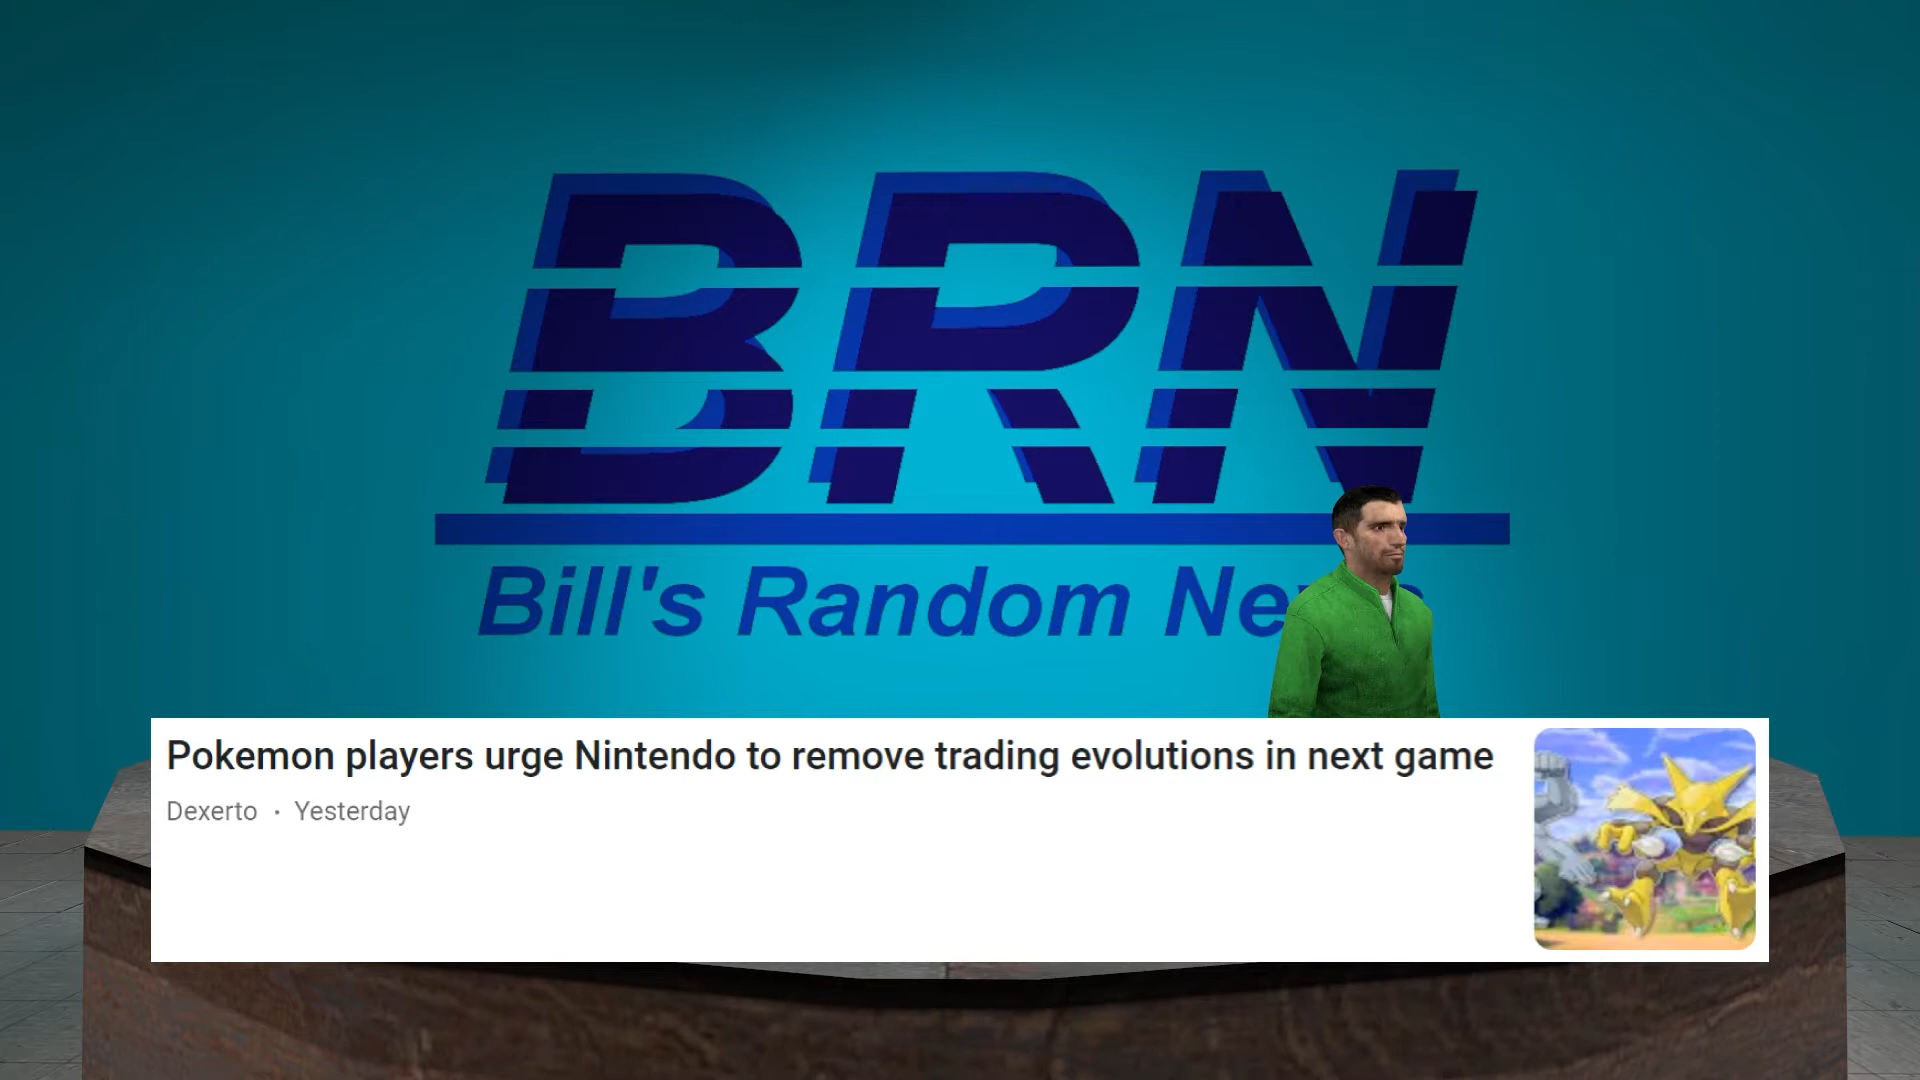 BRN
Bill's Random Ne
Pokemon players urge Nintendo to remove trading evolutions in next game
Dexerto · Yesterday